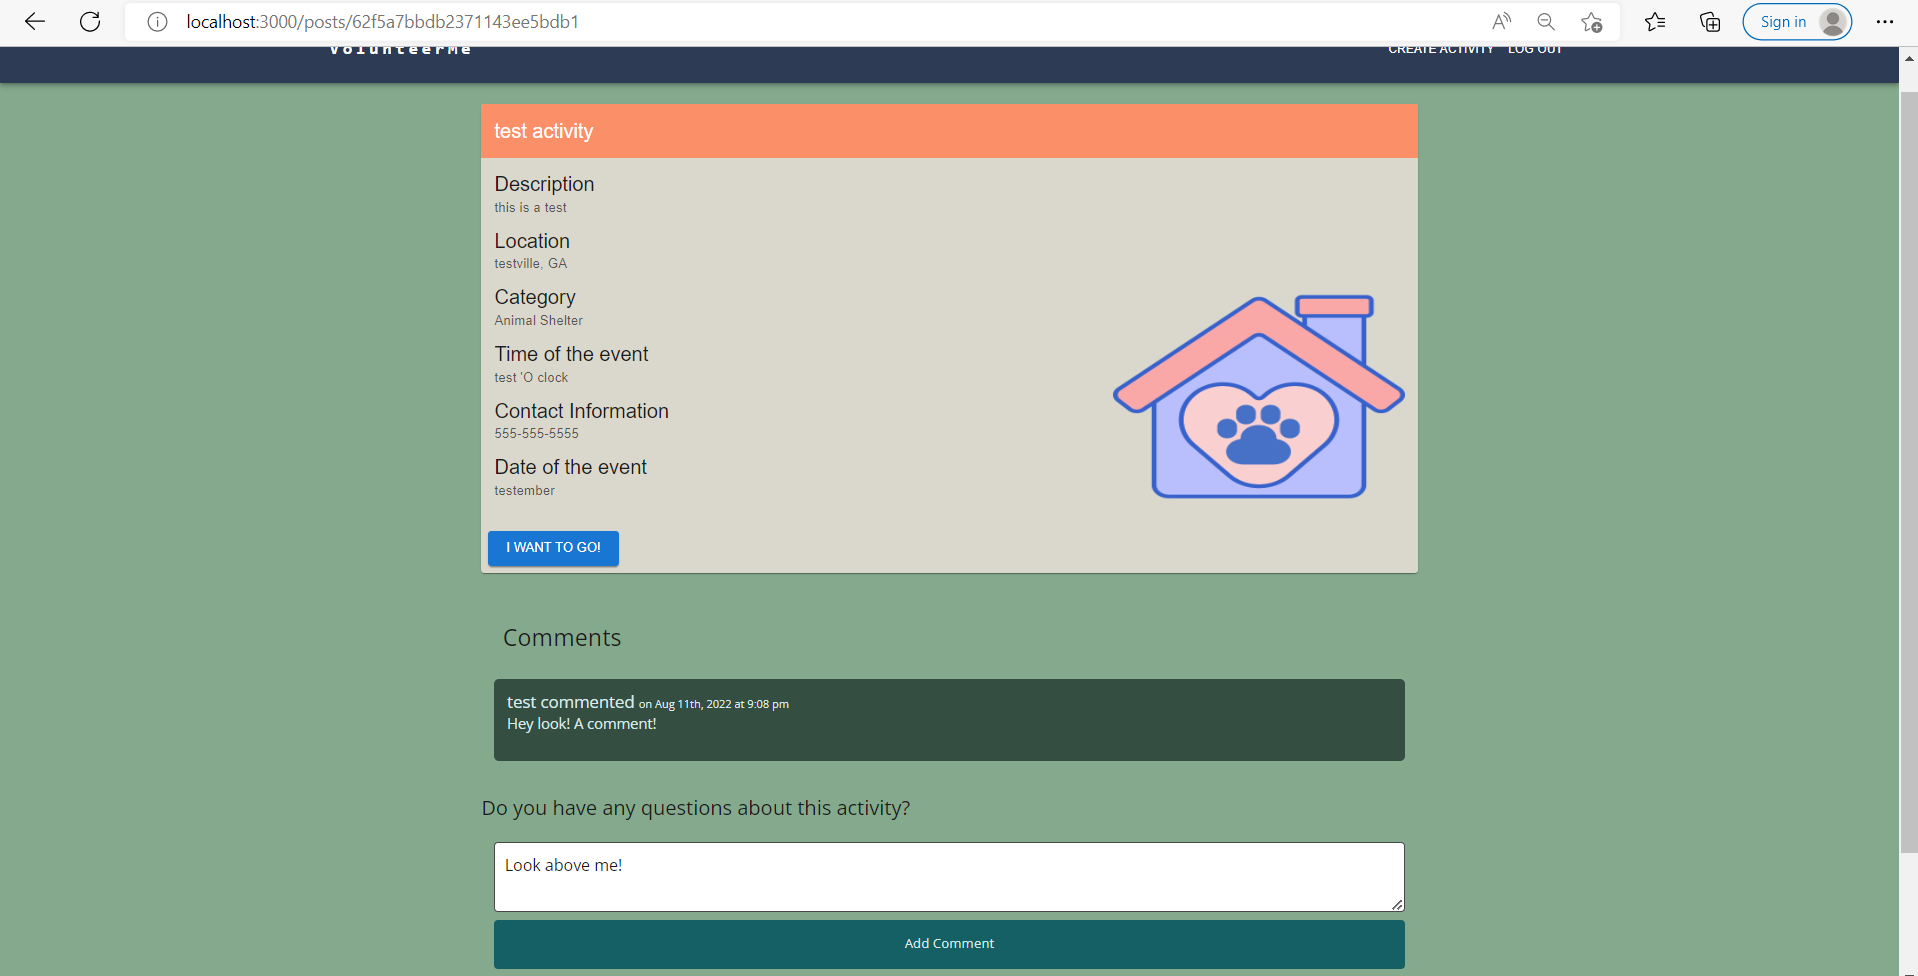 localhost:3000/posts/62f5a7bbdb2371143ee5bdb1
Sign in
VolunteerMe
CREATE ACTIVITY LOG OUT
test activity
Description
this is a test
Location
testville, GA
Category
Animal Shelter
Time of the event
test 'O clock
Contact Information
555-555-5555
Date of the event
testember
I WANT TO GO!
Comments
test commented on Aug 11th, 2022 at 9:08 pm
Hey look! A comment!
Do you have any questions about this activity?
Look above me!
Add Comment